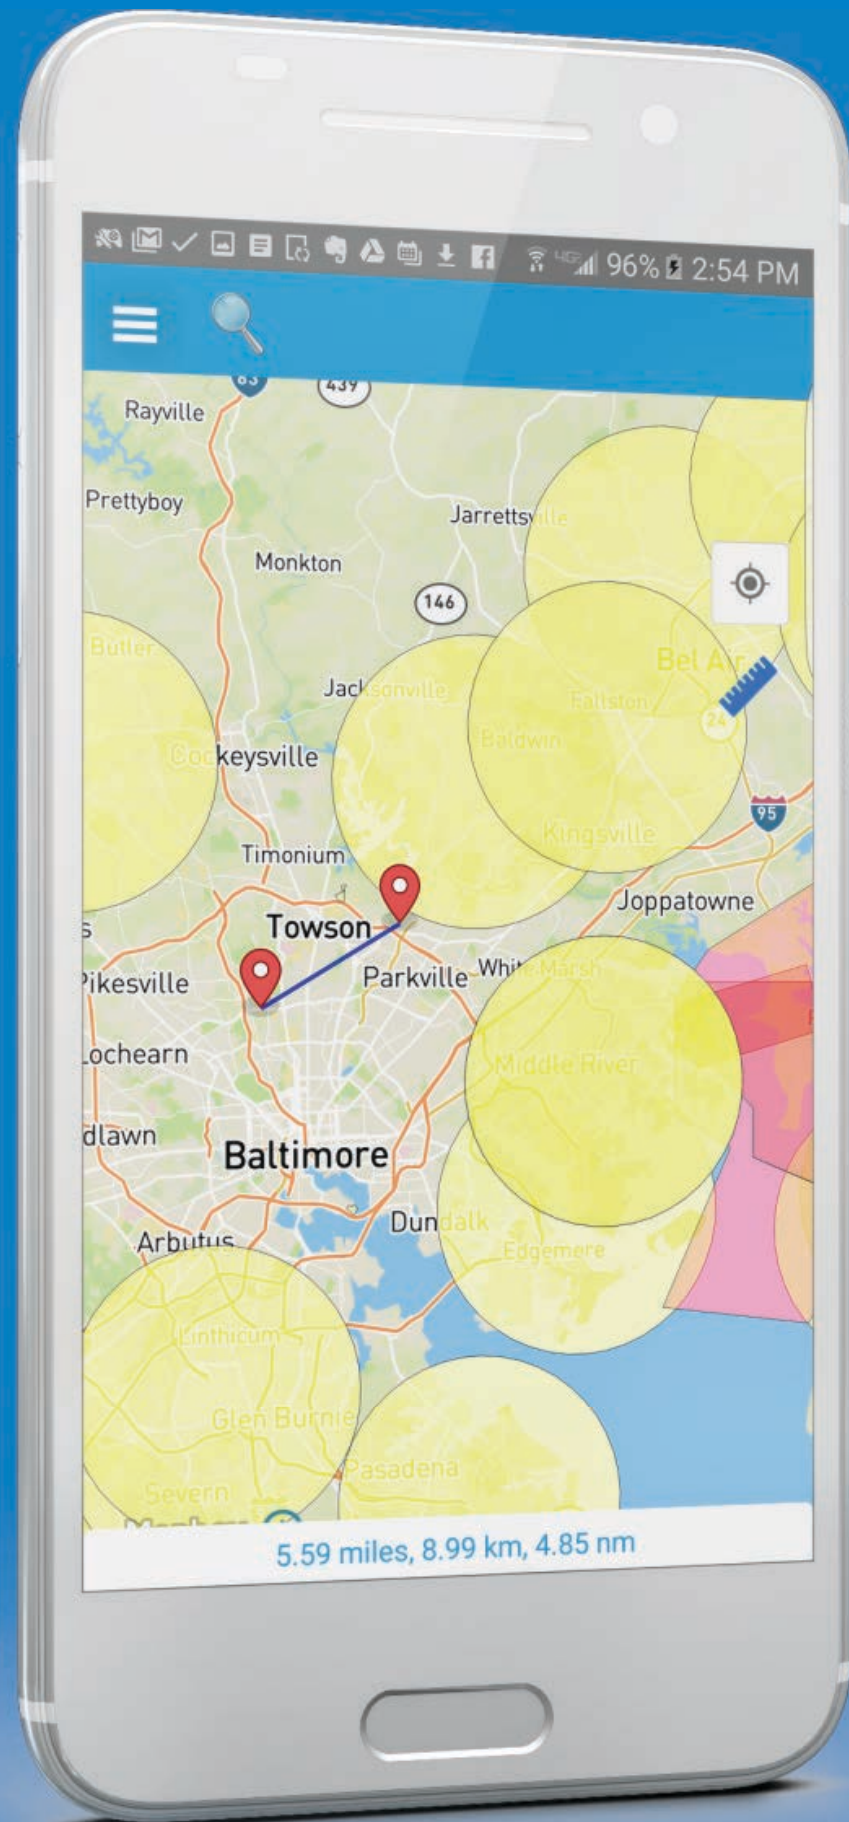 4G
96%
2:54 PM
83
439
Rayville
Prettyboy
Jarrettsville
Monkton
146
Butler
Bel Air
Jacksonville
Fallston
24
Baldwin
Cockeysville
95
Kingsville
Timonium
Joppatowne
Towson
s
Pikesville
Parkville
White Marsh
Lochearn
Middle River
dlawn
Baltimore
Dundalk
Arbutus
Edgemere
Linthicum
Glen Burnie
Pasadena
Severn
5.59 miles, 8.99 km, 4.85 nm